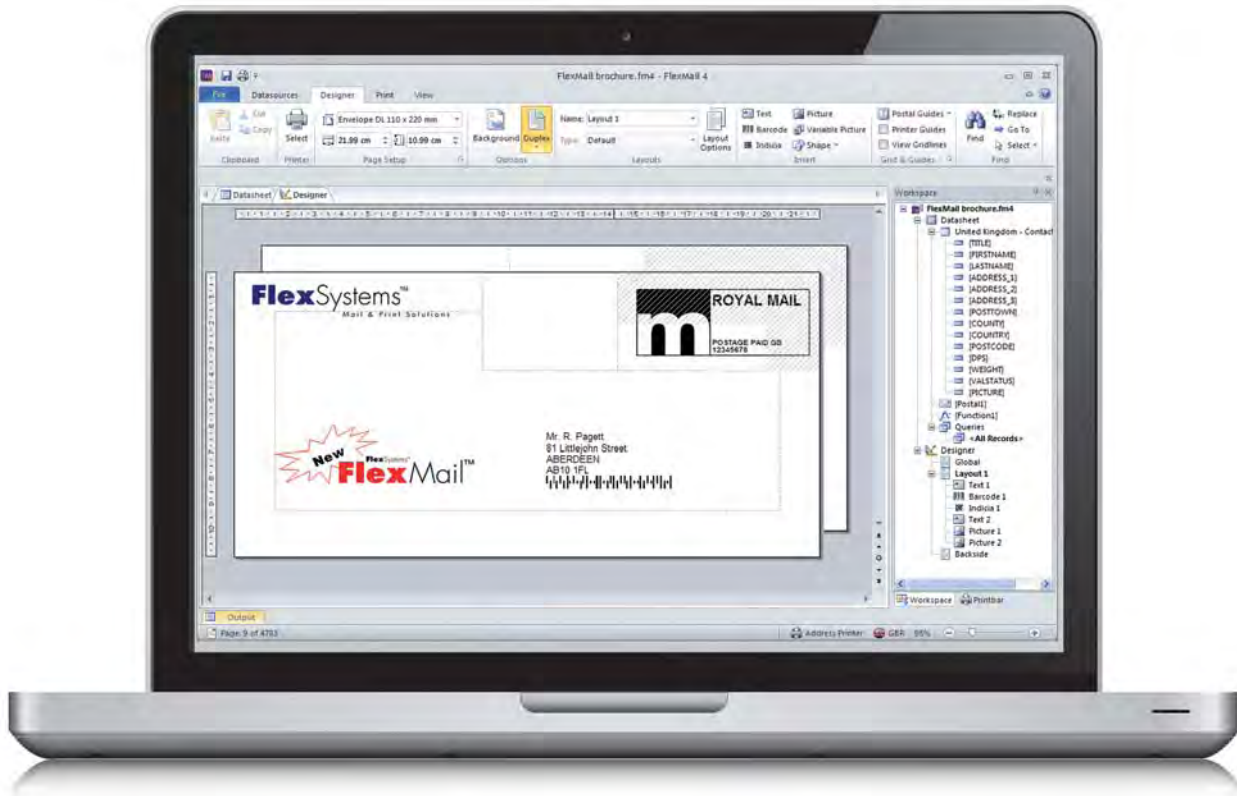 FlexMail brochure.fm4 - FlexMail 4
File Datasources Designer Print View
Paste Cut Copy
Clipboard
Select
Printer
Envelope DL 110 x 220 mm
21.99 cm 10.99 cm
Page Setup
Background Duplex
Options
Name: Layout 1
Type: Default
Layout Options
Layouts
Text Picture
Barcode Variable Picture
Indicia Shape
Insert
Postal Guides
Printer Guides
View Gridlines
Grid & Guides
Find
Replace
Go To
Select
Find
Datasheet Designer
FlexSystems™
Mail & Print Solutions
ROYAL MAIL
POSTAGE PAID GB
12345678
New
FlexSystems™
FlexMail™
Mr. R. Pagett
81 Littlejohn Street
ABERDEEN
AB10 1FL
Workspace
FlexMail brochure.fm4
Datasheet
United Kingdom - Contact
[TITLE]
[FIRSTNAME]
[LASTNAME]
[ADDRESS_1]
[ADDRESS_2]
[ADDRESS_3]
[POSTTOWN]
[COUNTY]
[COUNTRY]
[POSTCODE]
[DPS]
[WEIGHT]
[VALSTATUS]
[PICTURE]
[Postal1]
[Function1]
Queries
<All Records>
Designer
Global
Layout 1
Text 1
Barcode 1
Indicia 1
Text 2
Picture 1
Picture 2
Backside
Workspace Printbar
Output
Page: 9 of 4783
Address Printer GBR 95%